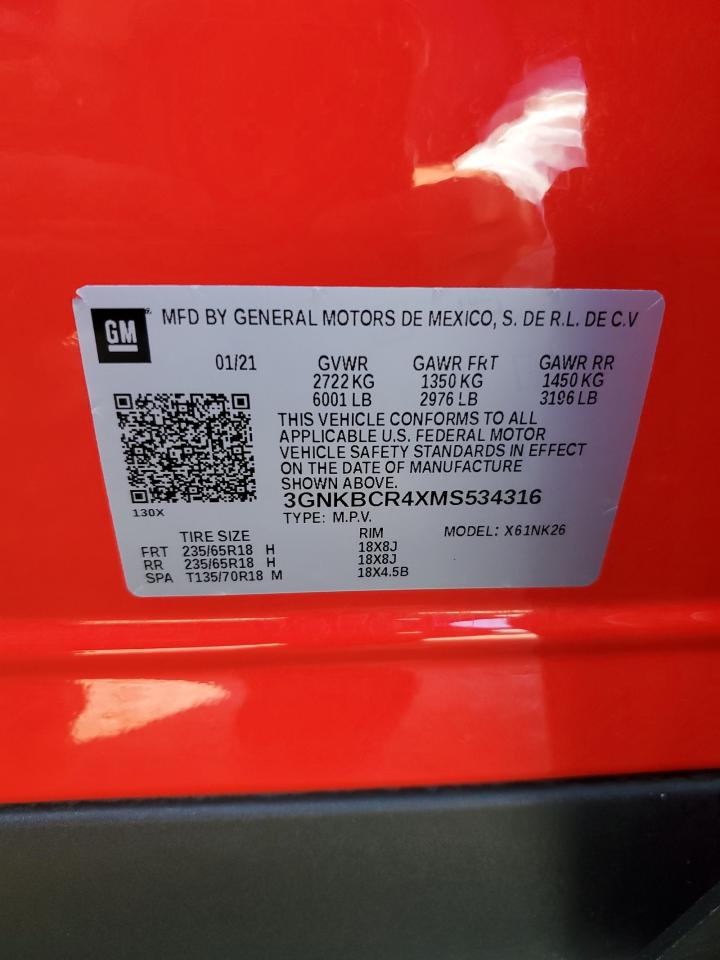 GM
MFD BY GENERAL MOTORS DE MEXICO, S. DE R.L. DE C.V
01/21 GVWR GAWR FRT GAWR RR
2722 KG 1350 KG 1450 KG
6001 LB 2976 LB 3196 LB
THIS VEHICLE CONFORMS TO ALL
APPLICABLE U.S. FEDERAL MOTOR
VEHICLE SAFETY STANDARDS IN EFFECT
ON THE DATE OF MANUFACTURE
SHOWN ABOVE.
3GNKBCR4XMS534316
130X
TYPE: M.P.V. MODEL: X61NK26
TIRE SIZE RIM
FRT 235/65R18 H 18X8J
RR 235/65R18 H 18X8J
SPA T135/70R18 M 18X4.5B